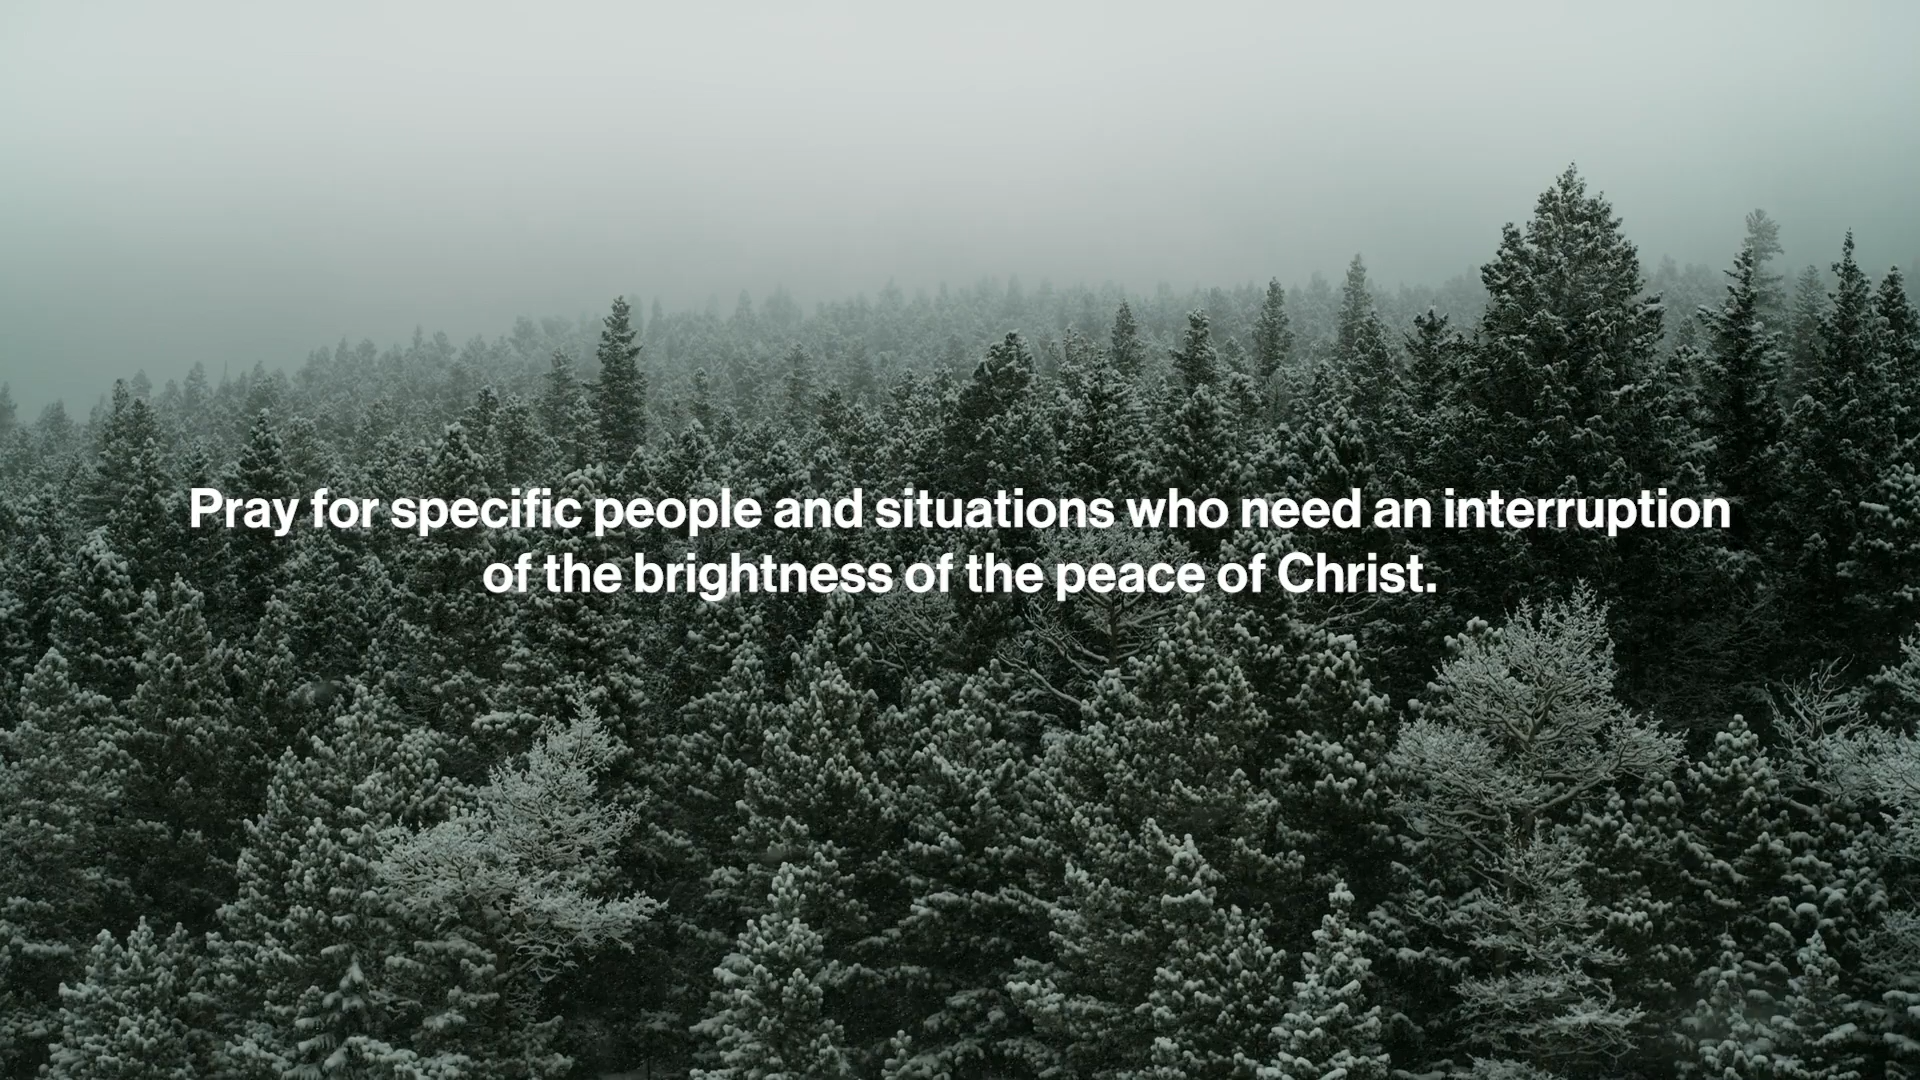 Pray for specific people and situations who need an interruption
of the brightness of the peace of Christ.